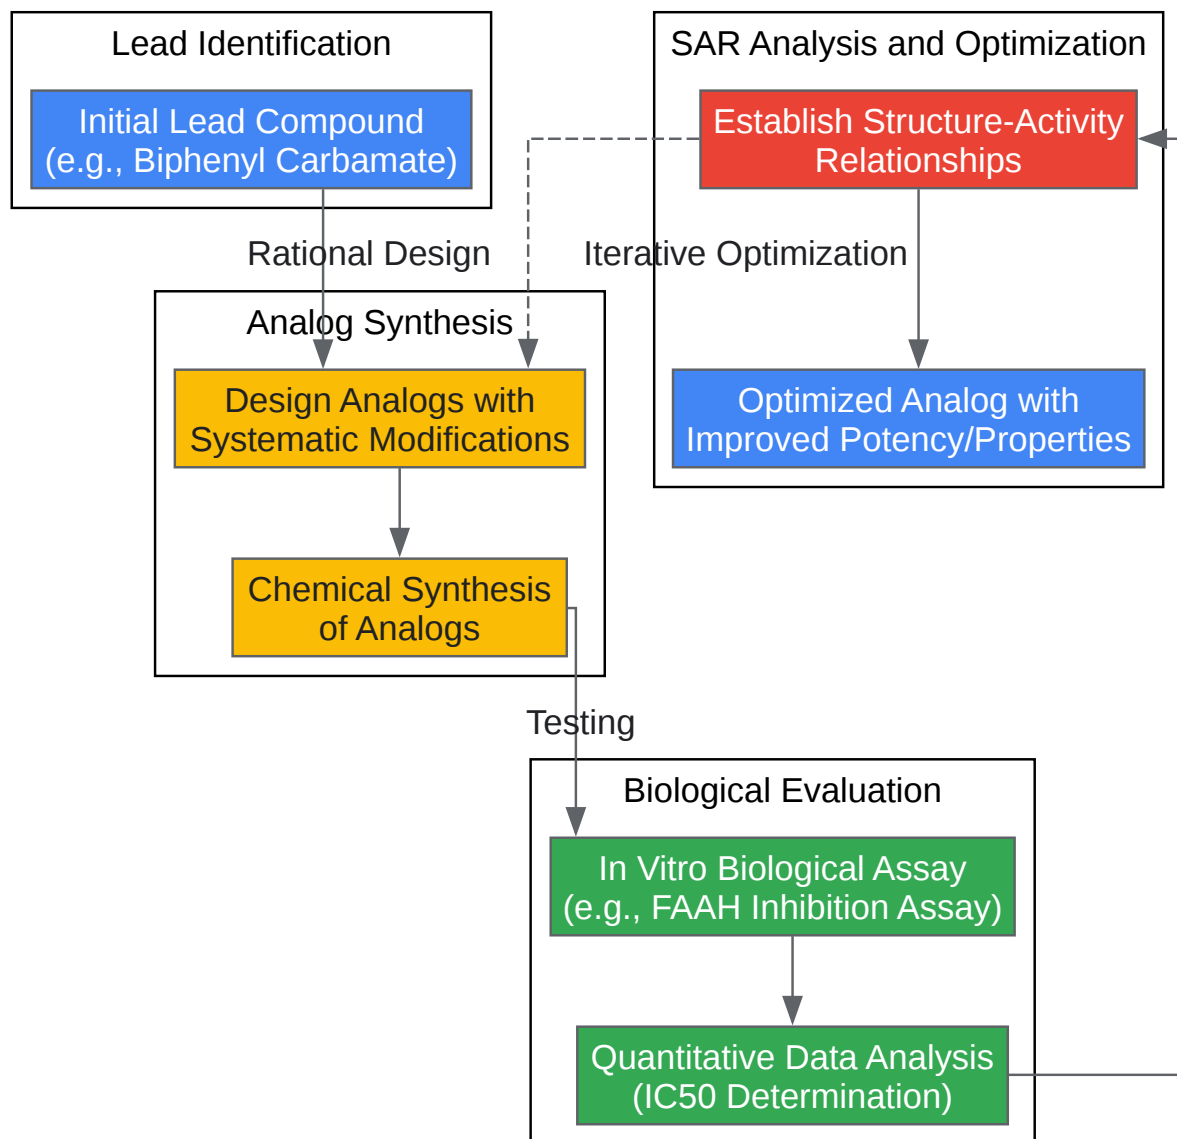 Lead Identification
Initial Lead Compound
(e.g., Biphenyl Carbamate)
SAR Analysis and Optimization
Establish Structure-Activity
Relationships
Rational Design
Iterative Optimization
Analog Synthesis
Design Analogs with
Systematic Modifications
Optimized Analog with
Improved Potency/Properties
Chemical Synthesis
of Analogs
Testing
Biological Evaluation
In Vitro Biological Assay
(e.g., FAAH Inhibition Assay)
Quantitative Data Analysis
(IC50 Determination)